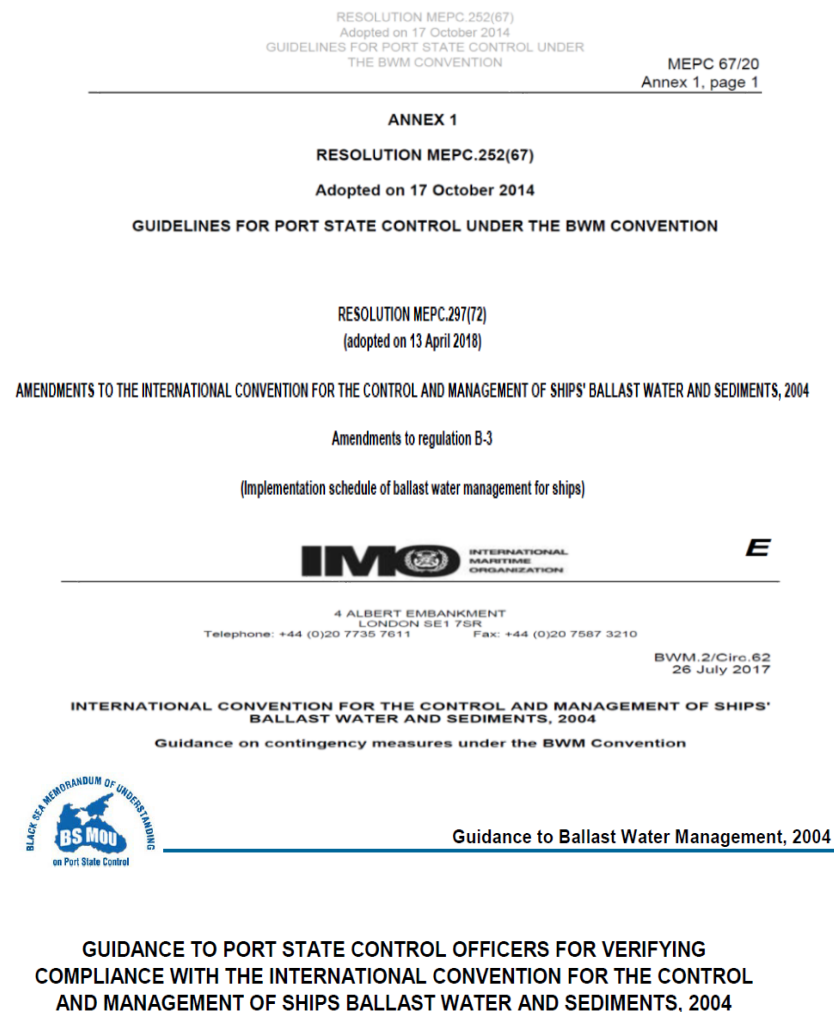 RESOLUTION MEPC.252(67)
Adopted on 17 October 2014
GUIDELINES FOR PORT STATE CONTROL UNDER
THE BWM CONVENTION
MEPC 67/20
Annex 1, page 1
ANNEX 1
RESOLUTION MEPC.252(67)
Adopted on 17 October 2014
GUIDELINES FOR PORT STATE CONTROL UNDER THE BWM CONVENTION
RESOLUTION MEPC.297(72)
(adopted on 13 April 2018)
AMENDMENTS TO THE INTERNATIONAL CONVENTION FOR THE CONTROL AND MANAGEMENT OF SHIPS' BALLAST WATER AND SEDIMENTS, 2004
Amendments to regulation B-3
(Implementation schedule of ballast water management for ships)
IMO
INTERNATIONAL
MARITIME
ORGANIZATION
E
4 ALBERT EMBANKMENT
LONDON SE1 7SR
Telephone: +44 (0)20 7735 7611 Fax: +44 (0)20 7587 3210
BWM.2/Circ.62
26 July 2017
INTERNATIONAL CONVENTION FOR THE CONTROL AND MANAGEMENT OF SHIPS'
BALLAST WATER AND SEDIMENTS, 2004
Guidance on contingency measures under the BWM Convention
BLACK SEA MEMORANDUM OF UNDERSTANDING
BS MOU
on Port State Control
Guidance to Ballast Water Management, 2004
GUIDANCE TO PORT STATE CONTROL OFFICERS FOR VERIFYING
COMPLIANCE WITH THE INTERNATIONAL CONVENTION FOR THE CONTROL
AND MANAGEMENT OF SHIPS BALLAST WATER AND SEDIMENTS, 2004